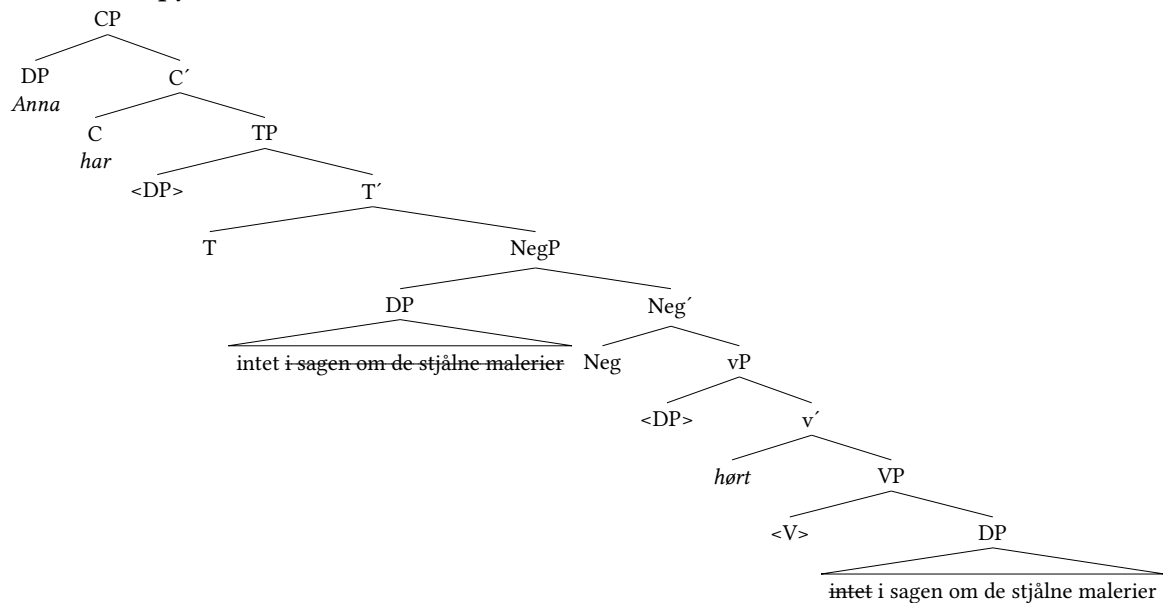 CP
DP C´
Anna
C TP
har
<DP> T´
T NegP
DP Neg´
intet i sagen om de stjålne malerier Neg vP
<DP> v´
hørt VP
<V> DP
intet i sagen om de stjålne malerier